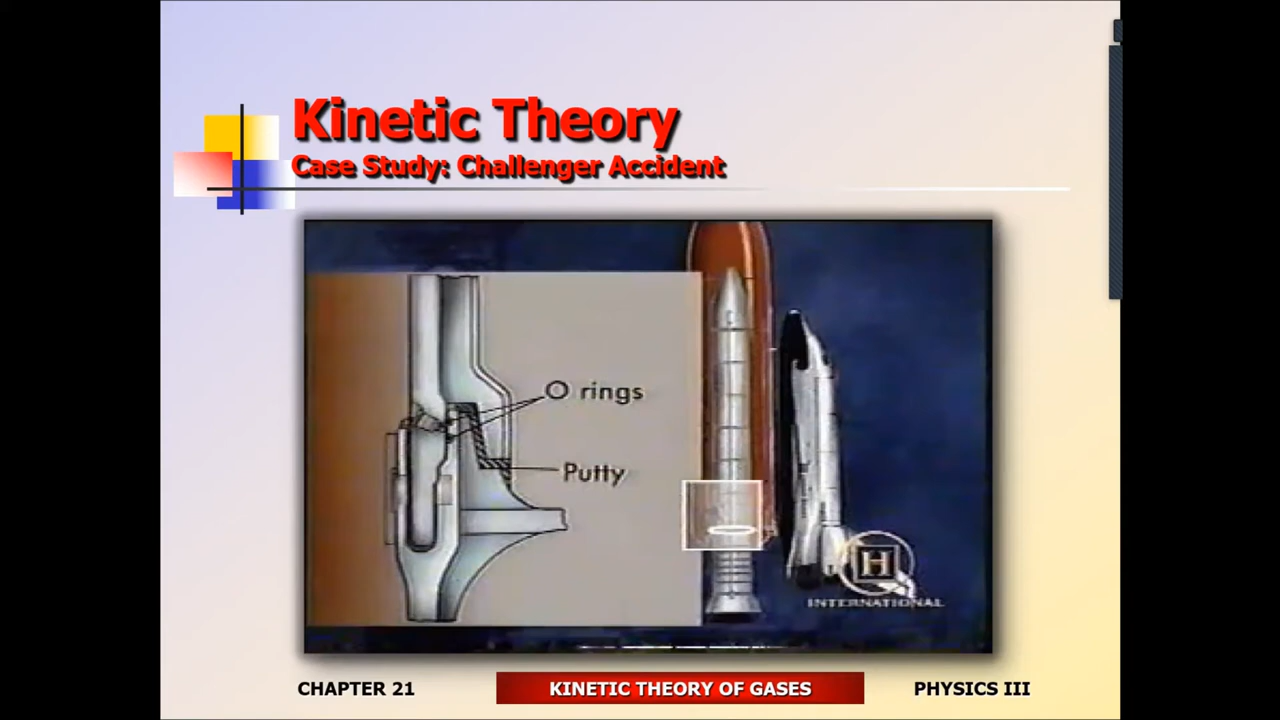 Kinetic Theory
Case Study: Challenger Accident
O rings
Putty
H
INTERNATIONAL
CHAPTER 21
KINETIC THEORY OF GASES
PHYSICS III